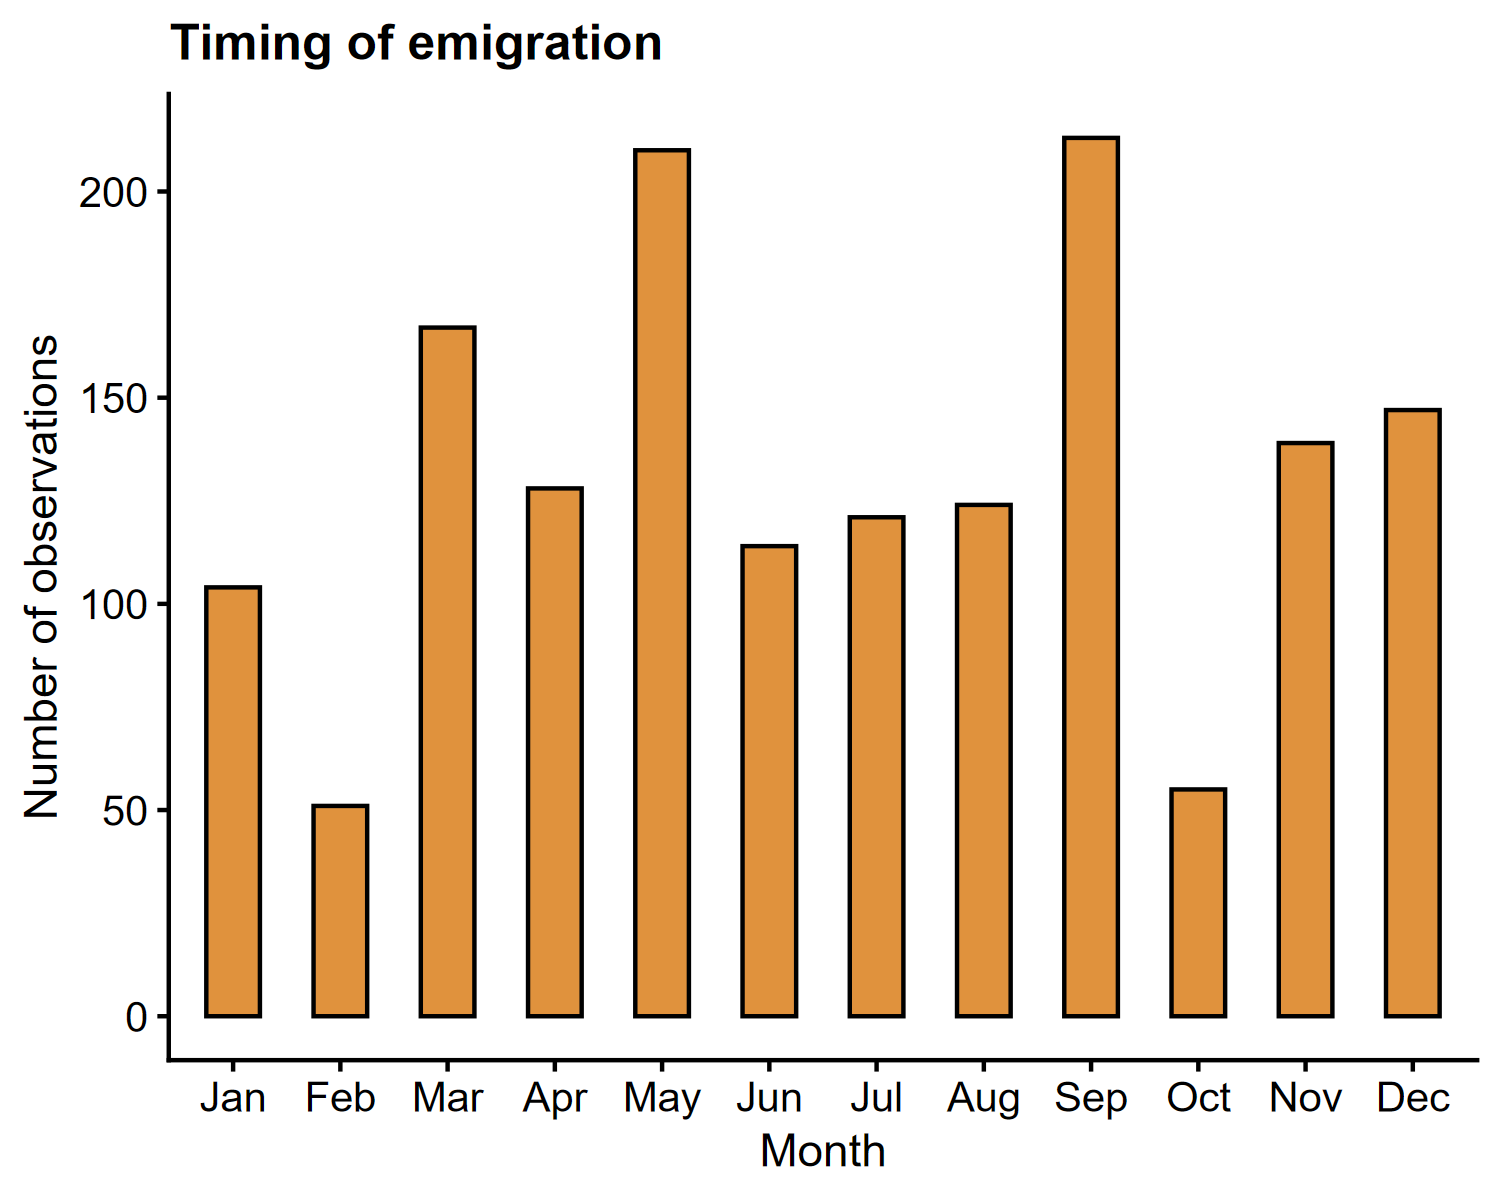 Timing of emigration
Number of observations
200
150
100
50
0
Jan Feb Mar Apr May Jun Jul Aug Sep Oct Nov Dec
Month